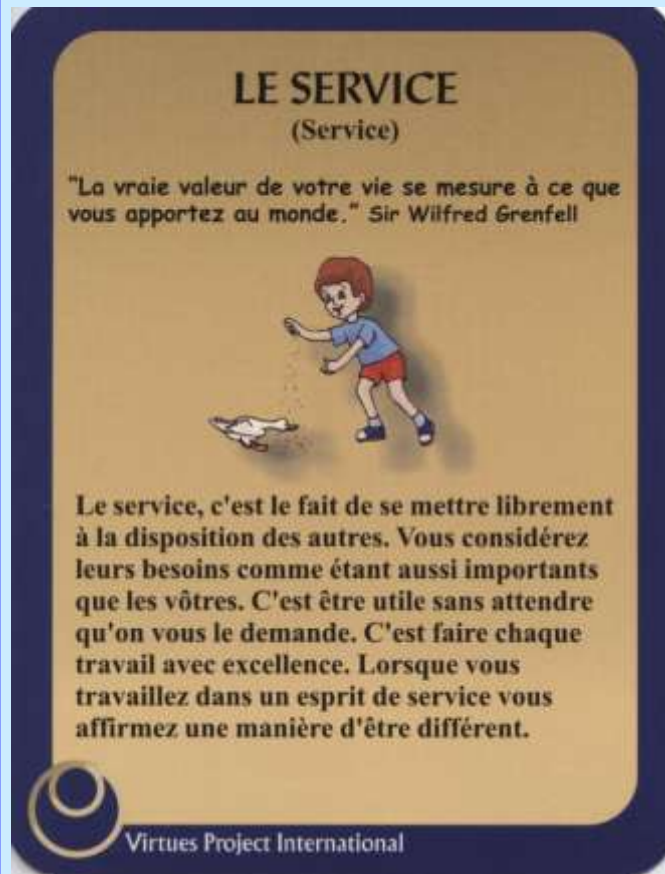 LE SERVICE
(Service)
"La vraie valeur de votre vie se mesure à ce que
vous apportez au monde." Sir Wilfred Grenfell
Le service, c'est le fait de se mettre librement
à la disposition des autres. Vous considérez
leurs besoins comme étant aussi importants
que les vôtres. C'est être utile sans attendre
qu'on vous le demande. C'est faire chaque
travail avec excellence. Lorsque vous
travaillez dans un esprit de service vous
affirmez une manière d'être différent.
Virtues Project International